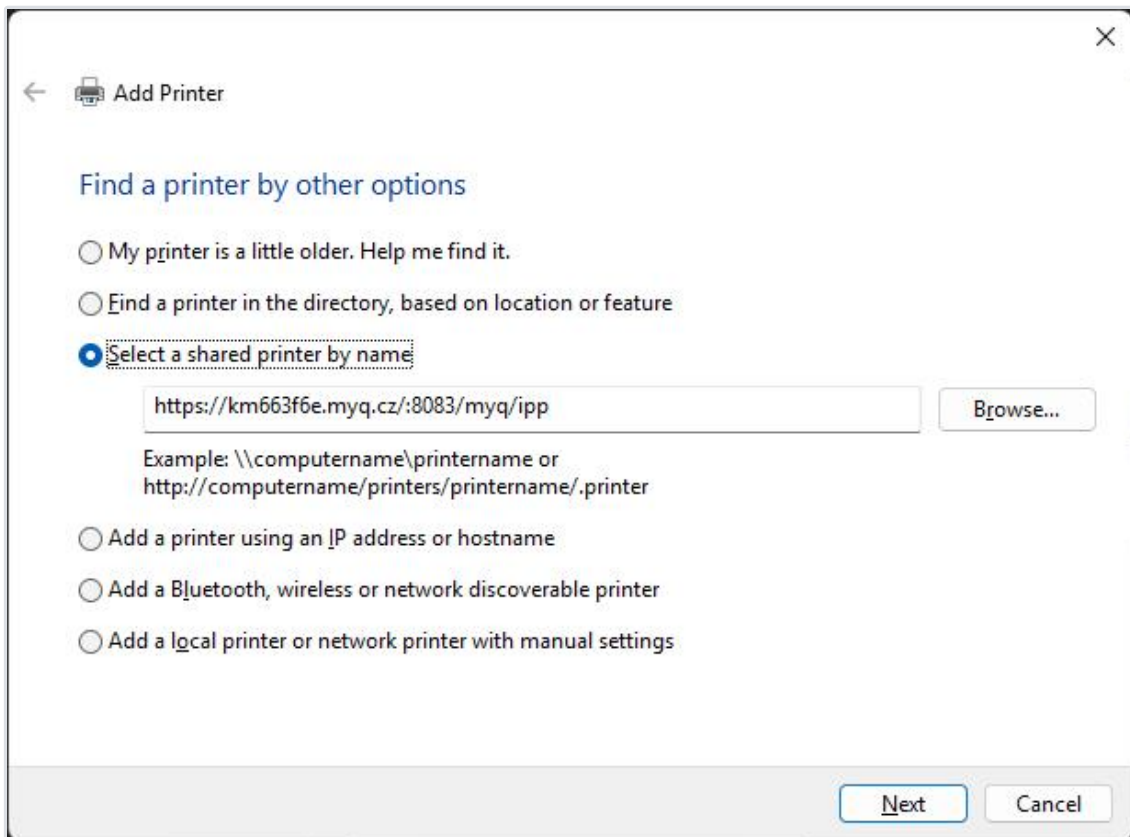 Add Printer
Find a printer by other options
My printer is a little older. Help me find it.
Find a printer in the directory, based on location or feature
Select a shared printer by name
https://km663f6e.myq.cz/:8083/myq/ipp
Browse...
Example: \\computername\printername or
http://computername/printers/printername/.printer
Add a printer using an IP address or hostname
Add a Bluetooth, wireless or network discoverable printer
Add a local printer or network printer with manual settings
Next
Cancel